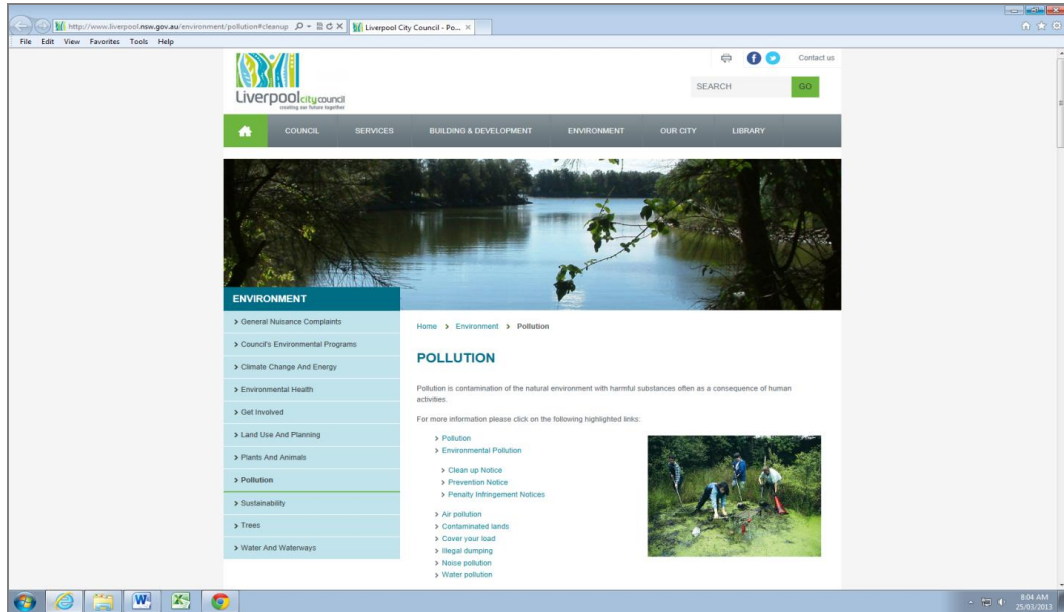 http://www.liverpool.nsw.gov.au/environment/pollution#cleanup
Liverpool City Council - Po...
File Edit View Favorites Tools Help
Contact us
Liverpool city council
creating our future together
SEARCH
GO
COUNCIL SERVICES BUILDING & DEVELOPMENT ENVIRONMENT OUR CITY LIBRARY
ENVIRONMENT
> General Nuisance Complaints
> Council's Environmental Programs
> Climate Change And Energy
> Environmental Health
> Get Involved
> Land Use And Planning
> Plants And Animals
> Pollution
> Sustainability
> Trees
> Water And Waterways
Home > Environment > Pollution
POLLUTION
Pollution is contamination of the natural environment with harmful substances often as a consequence of human
activities.
For more information please click on the following highlighted links:
> Pollution
> Environmental Pollution
> Clean up Notice
> Prevention Notice
> Penalty Infringement Notices
> Air pollution
> Contaminated lands
> Cover your load
> Illegal dumping
> Noise pollution
> Water pollution
8:04 AM
25/03/2013